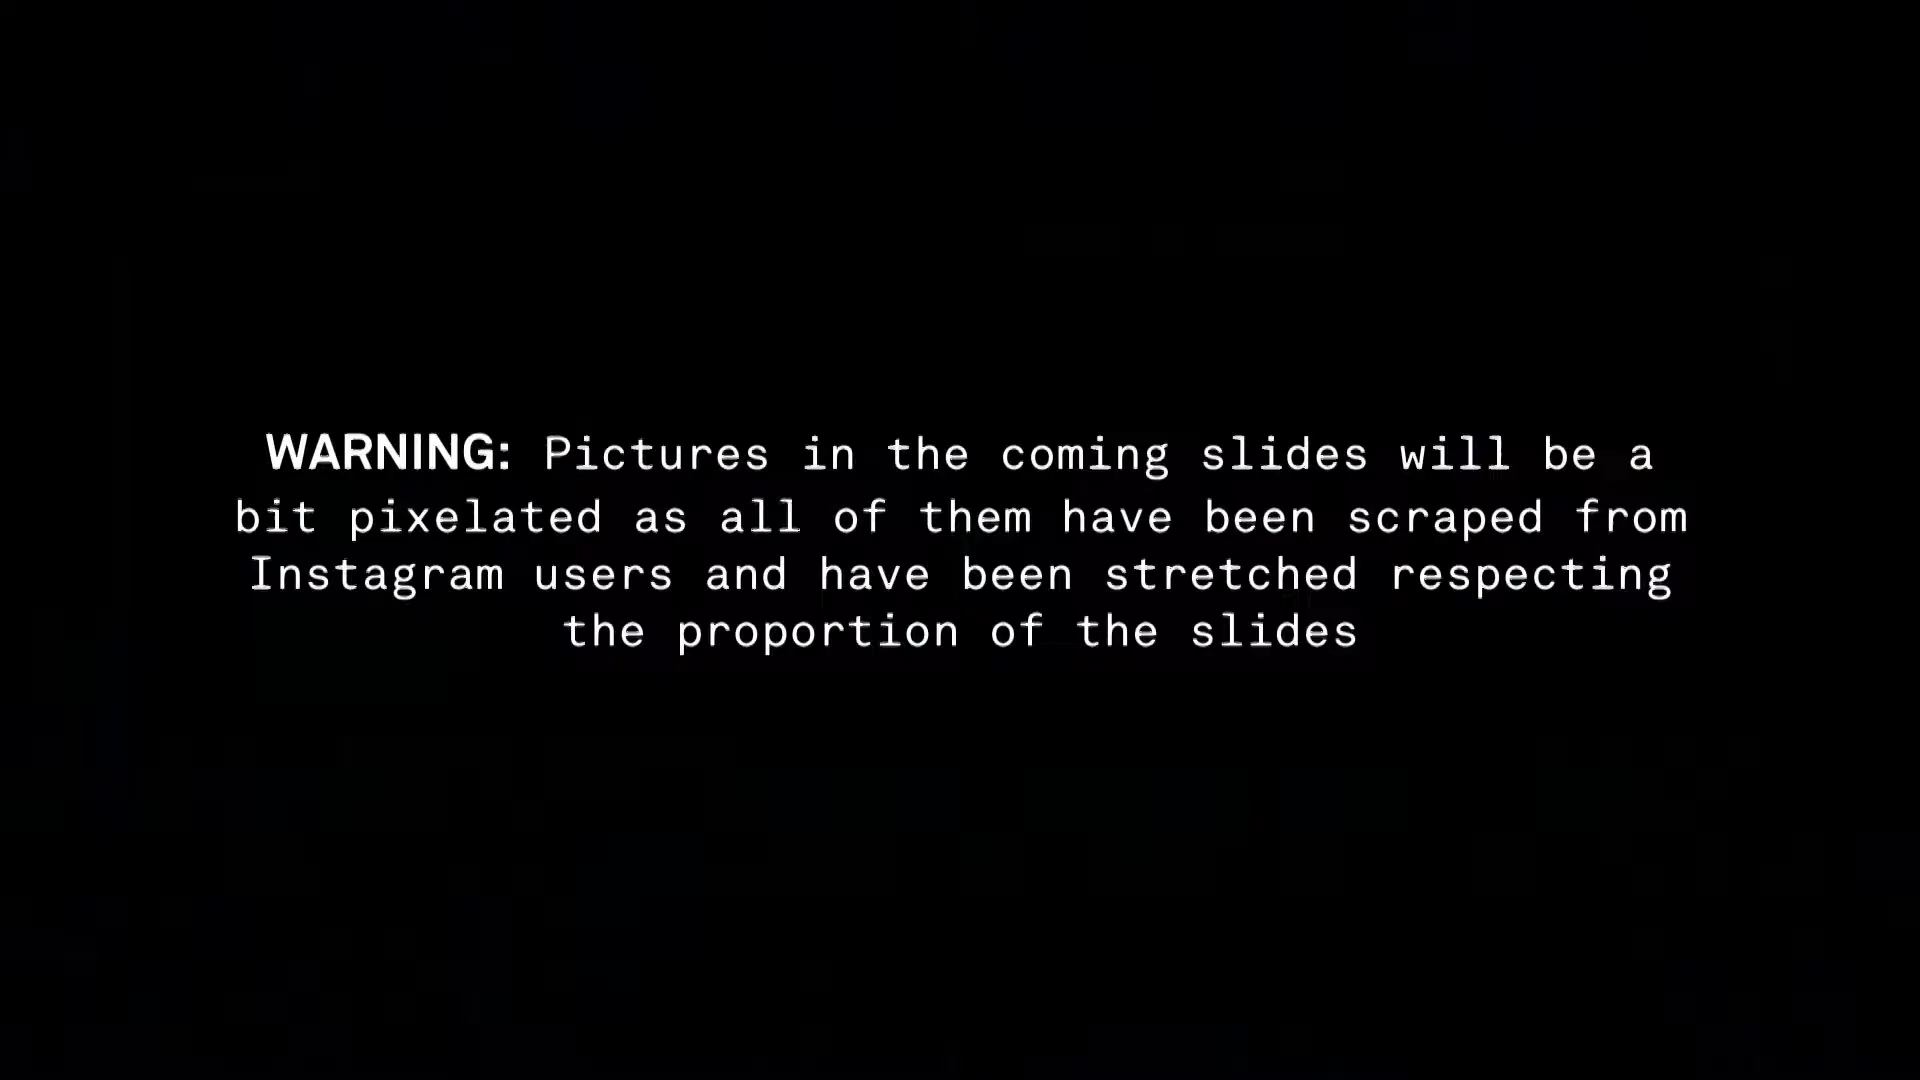 WARNING: Pictures in the coming slides will be a
bit pixelated as all of them have been scraped from
Instagram users and have been stretched respecting
the proportion of the slides